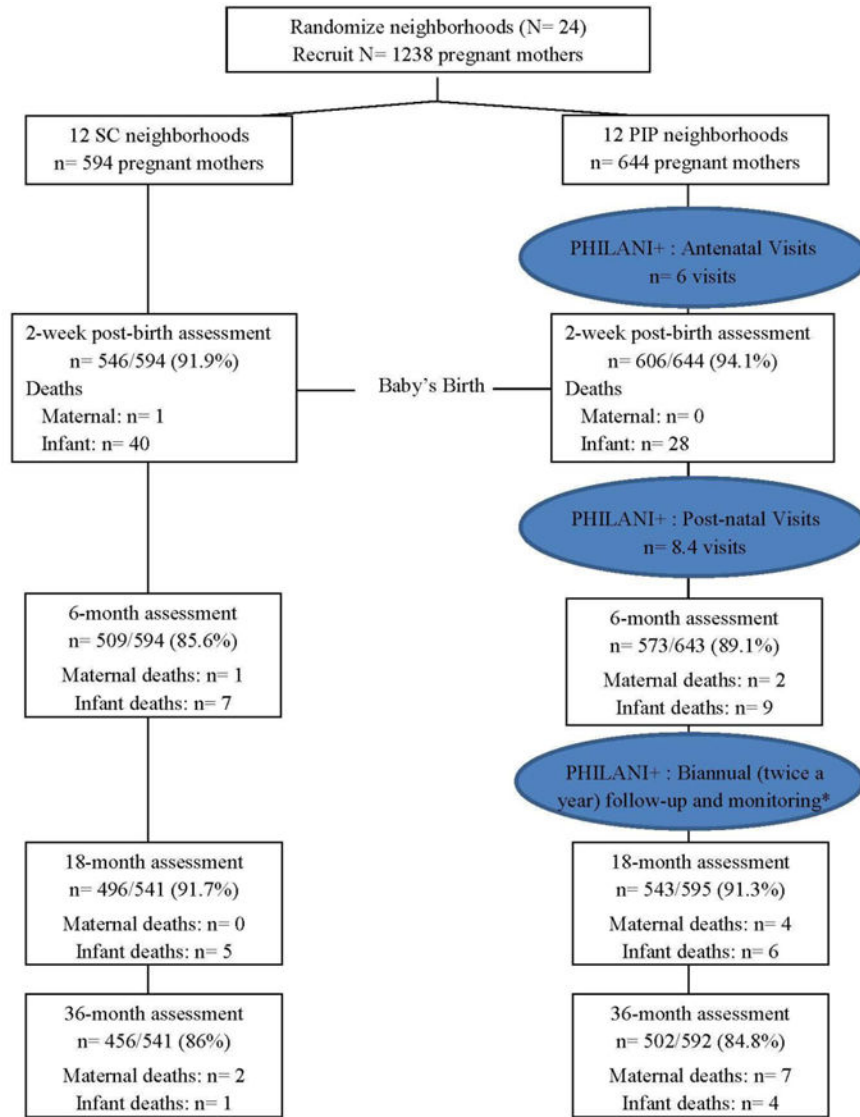 Randomize neighborhoods (N= 24)
Recruit N= 1238 pregnant mothers
12 SC neighborhoods
n= 594 pregnant mothers
12 PIP neighborhoods
n= 644 pregnant mothers
PHILANI+ : Antenatal Visits
n= 6 visits
2-week post-birth assessment
n= 546/594 (91.9%)
Deaths
Maternal: n= 1
Infant: n= 40
Baby's Birth
2-week post-birth assessment
n= 606/644 (94.1%)
Deaths
Maternal: n= 0
Infant: n= 28
PHILANI+ : Post-natal Visits
n= 8.4 visits
6-month assessment
n= 509/594 (85.6%)
Maternal deaths: n= 1
Infant deaths: n= 7
6-month assessment
n= 573/643 (89.1%)
Maternal deaths: n= 2
Infant deaths: n= 9
PHILANI+ : Biannual (twice a
year) follow-up and monitoring*
18-month assessment
n= 496/541 (91.7%)
Maternal deaths: n= 0
Infant deaths: n= 5
18-month assessment
n= 543/595 (91.3%)
Maternal deaths: n= 4
Infant deaths: n= 6
36-month assessment
n= 456/541 (86%)
Maternal deaths: n= 2
Infant deaths: n= 1
36-month assessment
n= 502/592 (84.8%)
Maternal deaths: n= 7
Infant deaths: n= 4